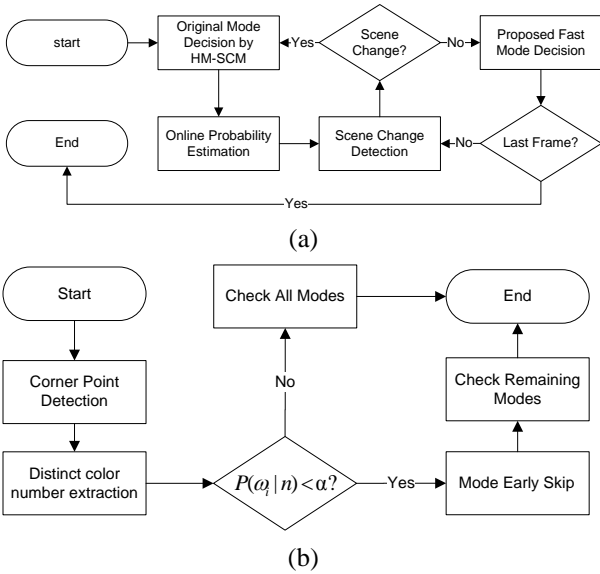 start
Original Mode
Decision by
HM-SCM
Yes
Scene
Change?
No
Proposed Fast
Mode Decision
End
Online Probability
Estimation
Scene Change
Detection
No
Last Frame?
Yes
(a)
Start
Check All Modes
End
Corner Point
Detection
No
Check Remaining
Modes
Distinct color
number extraction
P(ω_i | n) < α?
Yes
Mode Early Skip
(b)